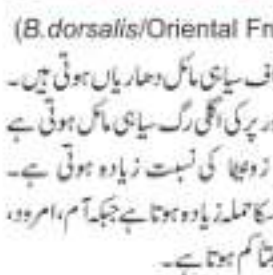 (B.dorsalis/Oriental Fr
سیاہی مائل دھاریاں ہوتی ہیں۔
پر کی اگلی رگ سیاہی مائل ہوتی ہے
کی نسبت زیادہ ہوتی ہے۔
کا حملہ زیادہ ہوتا ہے جبکہ آم، امرود،
کم ہوتا ہے۔